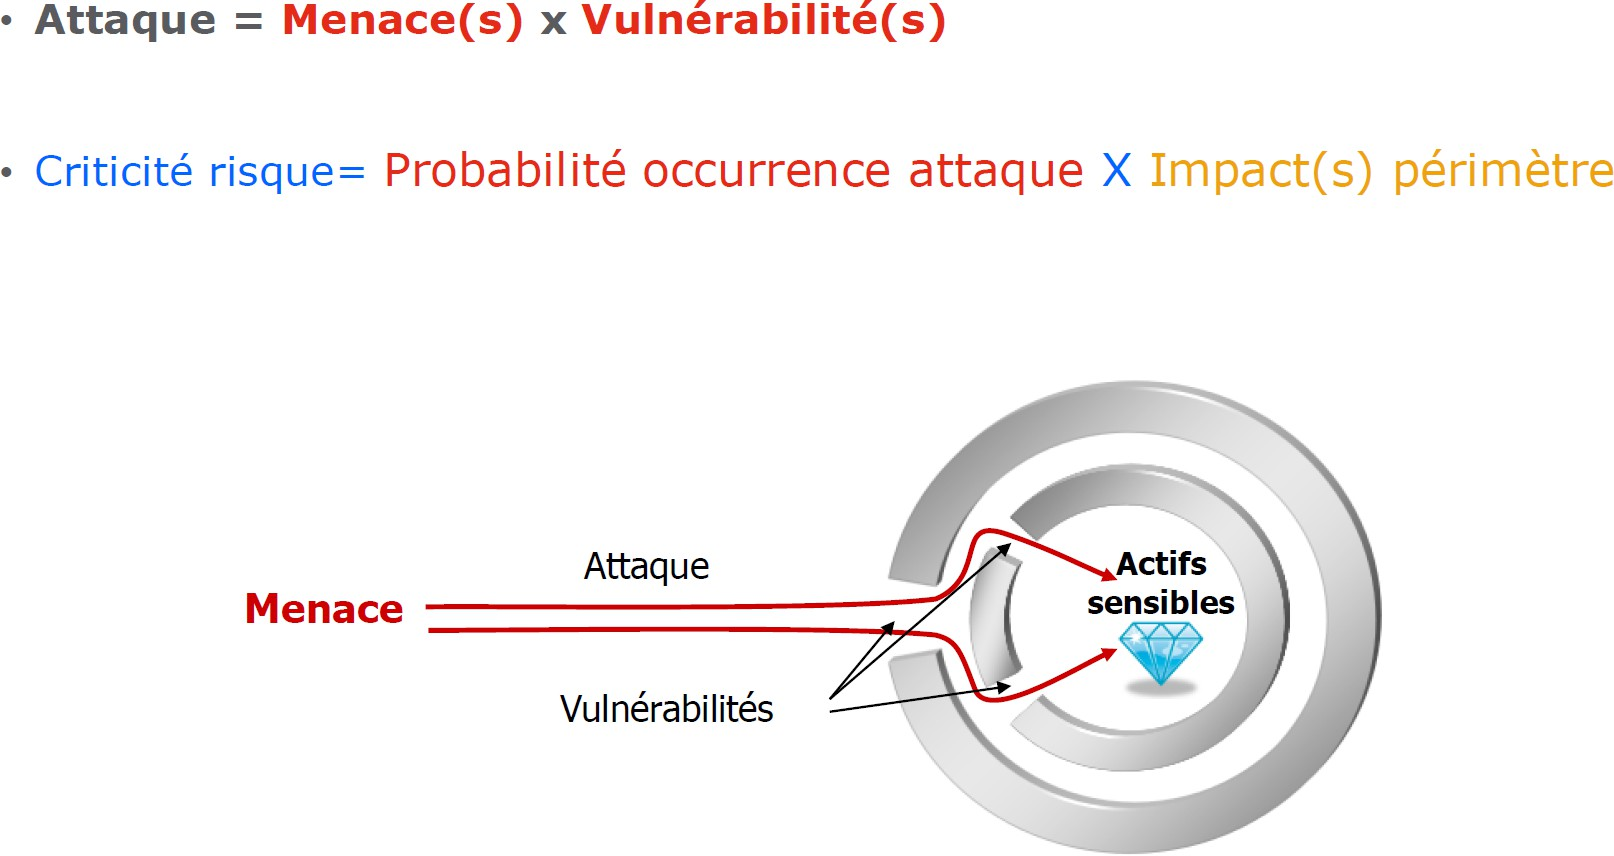 • Attaque = Menace(s) x Vulnérabilité(s)
• Criticité risque= Probabilité occurrence attaque X Impact(s) périmètre
Attaque
Menace
Actifs
sensibles
Vulnérabilités